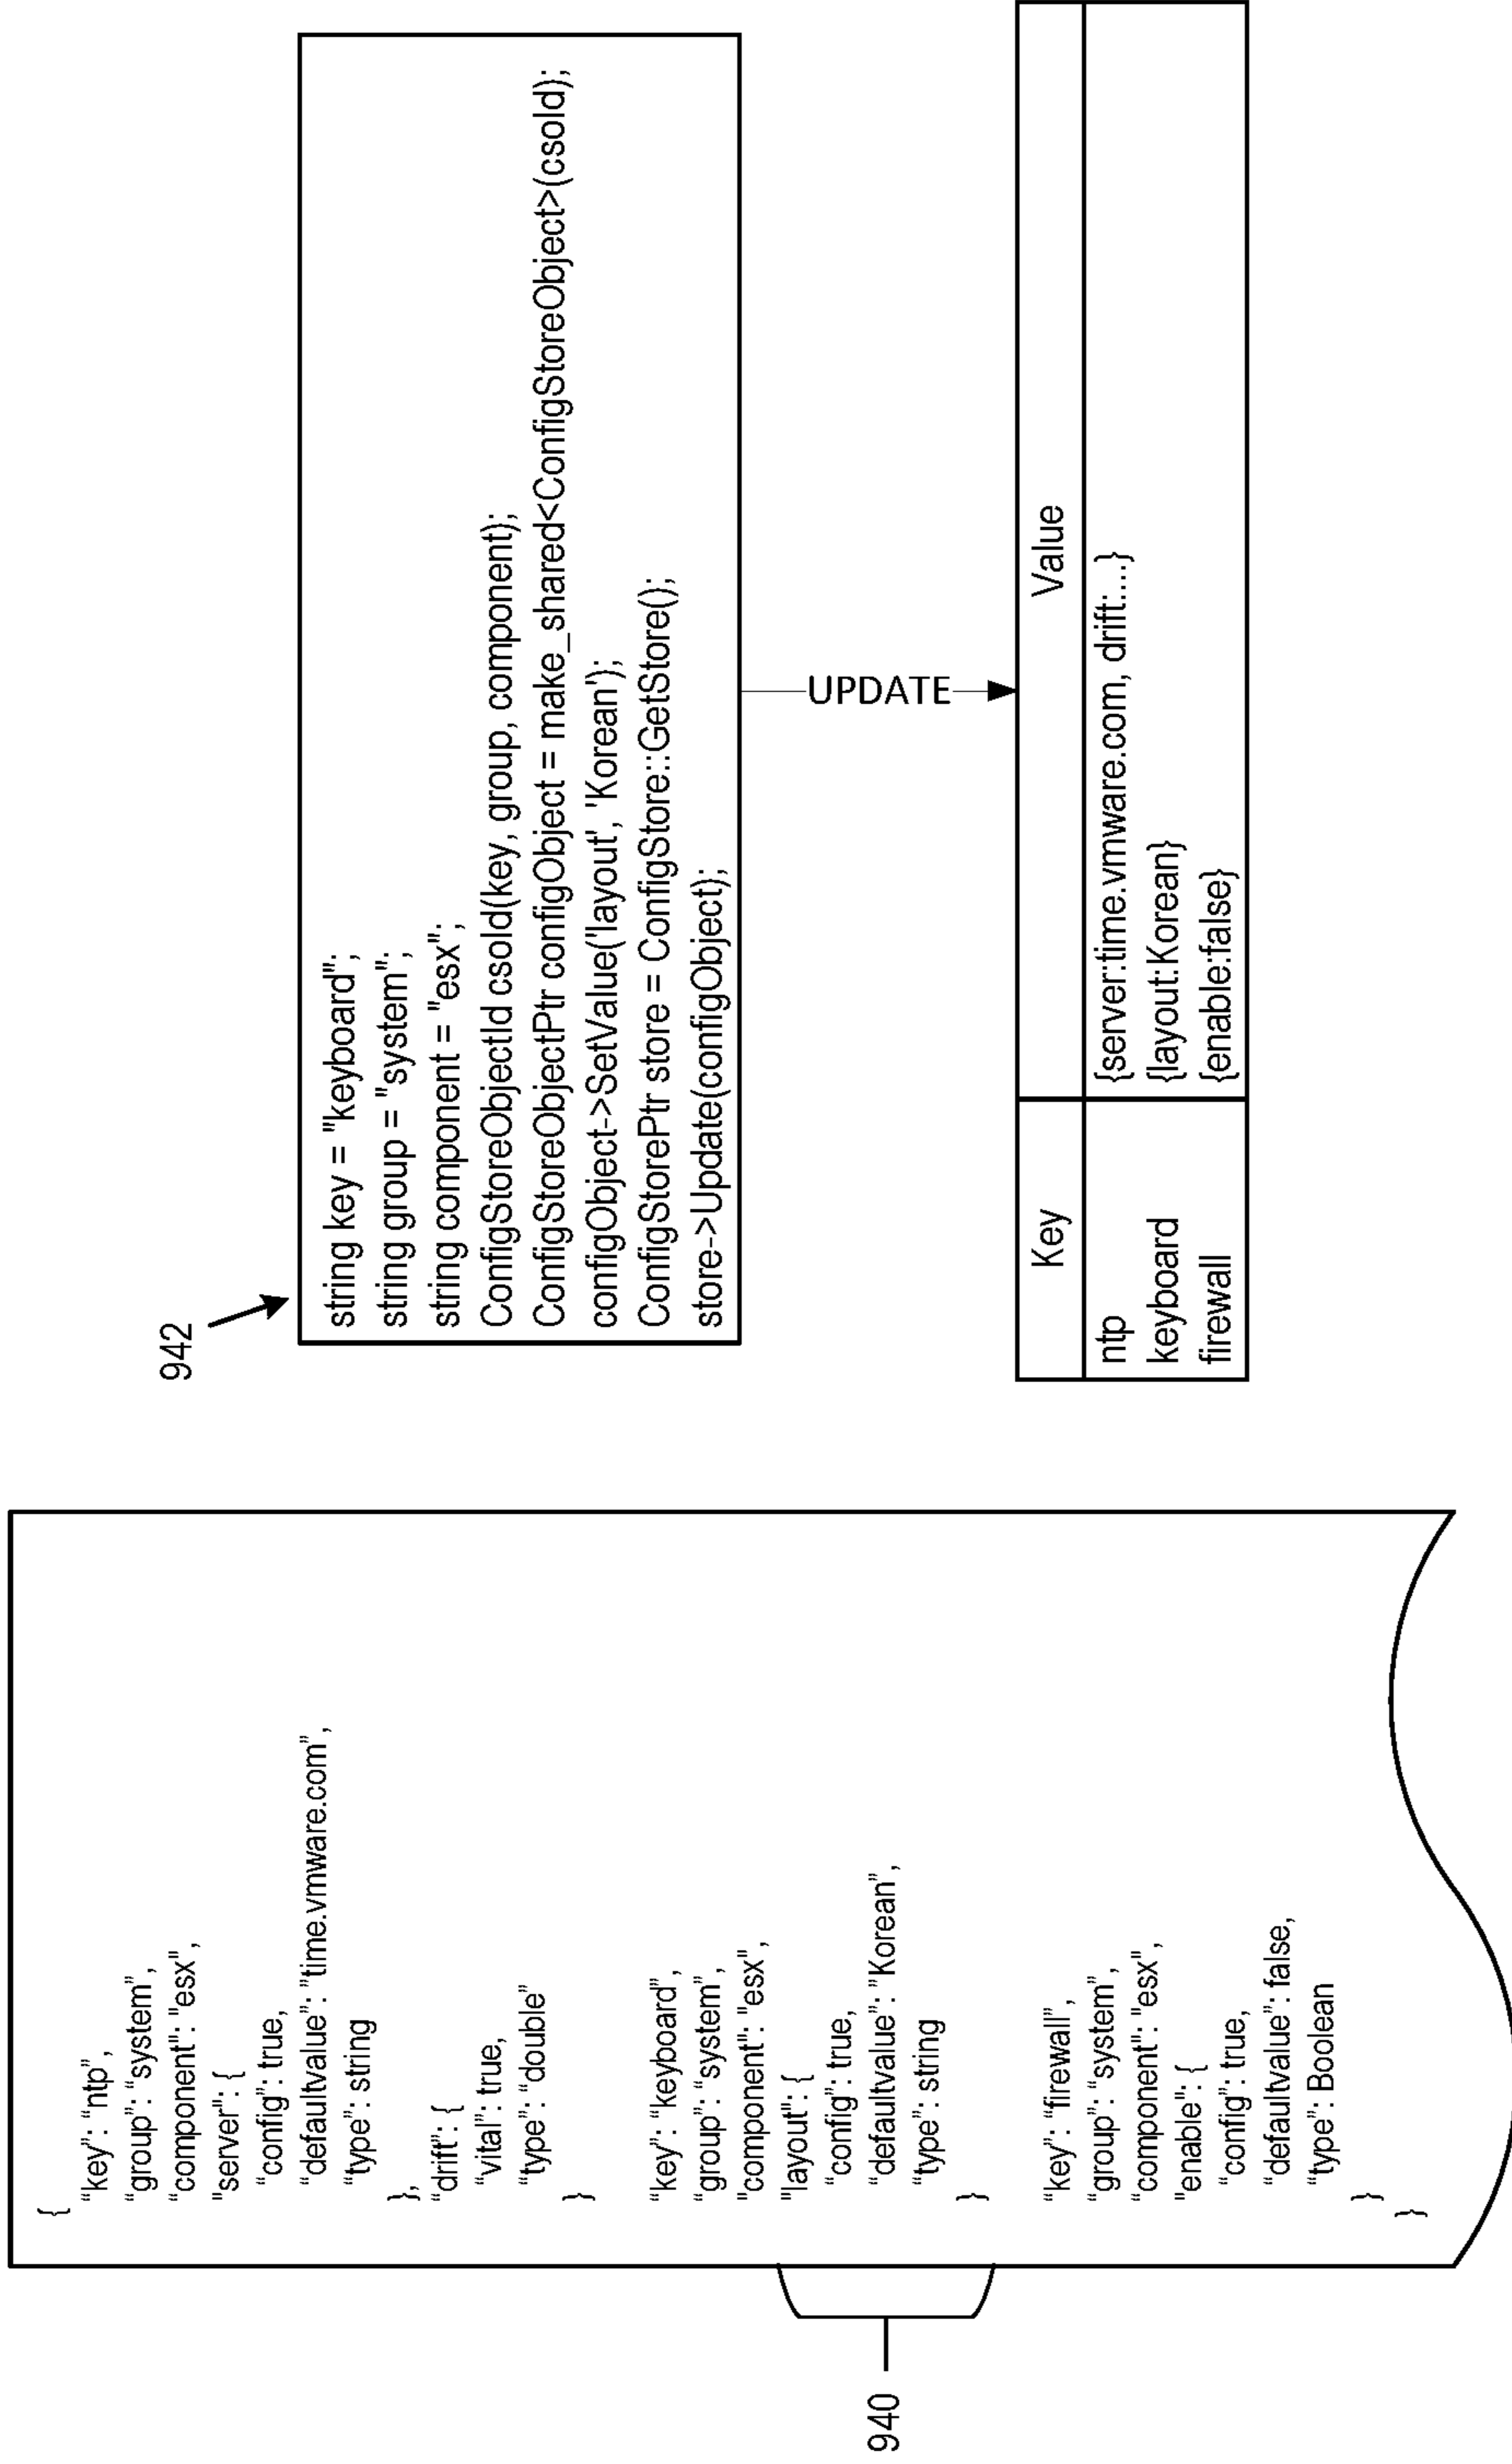 {
"key": "ntp",
"group": "system",
"component": "esx",
"server": {
"config": true,
"defaultvalue": "time.vmware.com",
"type": string
},
"drift": {
"vital": true,
"type": "double"
}
"key": "keyboard",
"group": "system",
"component": "esx",
"layout": {
"config": true,
"defaultvalue": "Korean",
"type": string
}
"key": "firewall",
"group": "system",
"component": "esx",
"enable": {
"config": true,
"defaultvalue": false,
"type": Boolean
}
}
940
942
string key = "keyboard";
string group = "system";
string component = "esx";
ConfigStoreObjectId csoId(key, group, component);
ConfigStoreObjectPtr configObject = make_shared<ConfigStoreObject>(csoId);
configObject->SetValue('layout', 'Korean');
ConfigStorePtr store = ConfigStore::GetStore();
store->Update(configObject);
UPDATE
Key Value
ntp {server:time.vmware.com, drift:....}
keyboard {layout:Korean}
firewall {enable:false}